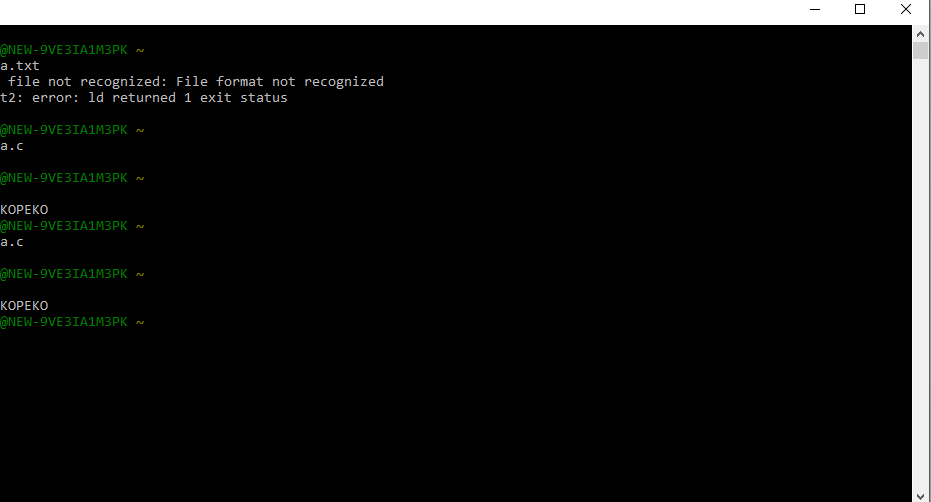 @NEW-9VE3IA1M3PK ~
a.txt
file not recognized: File format not recognized
t2: error: ld returned 1 exit status
@NEW-9VE3IA1M3PK ~
a.c
@NEW-9VE3IA1M3PK ~
KOPEKO
@NEW-9VE3IA1M3PK ~
a.c
@NEW-9VE3IA1M3PK ~
KOPEKO
@NEW-9VE3IA1M3PK ~